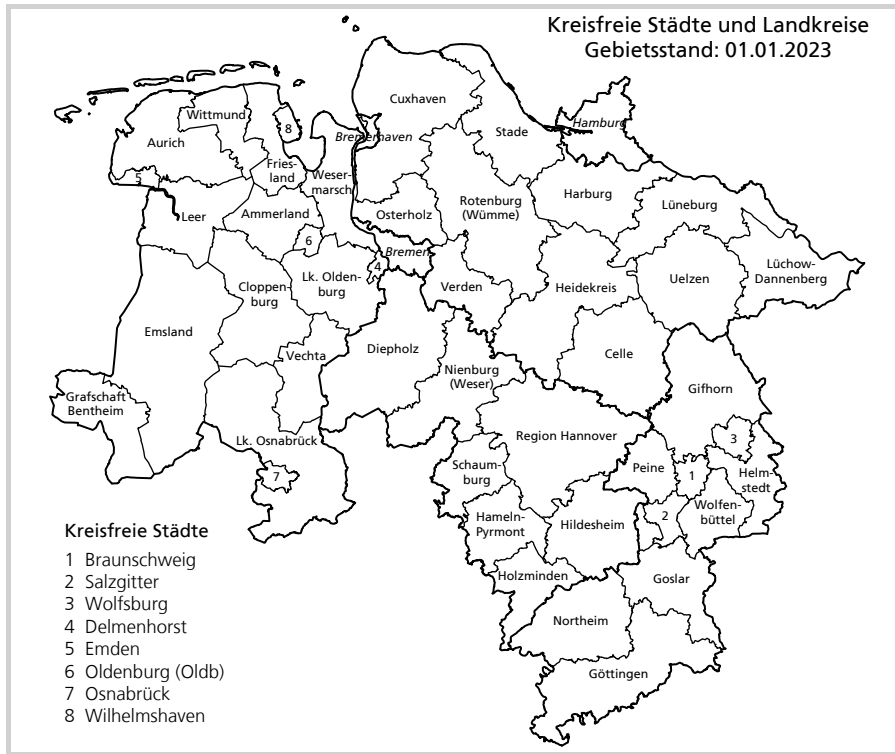 Kreisfreie Städte und Landkreise
Gebietsstand: 01.01.2023
Cuxhaven
Wittmund
Stade
Hamburg
8
Aurich
Bremerhaven
Fries-
land
Weser-
marsch
5
Harburg
Lüneburg
Rotenburg
(Wümme)
Leer
Ammerland
Osterholz
6
Bremen
4
Lüchow-
Dannenberg
Lk. Olden-
burg
Uelzen
Cloppen-
burg
Verden
Heidekreis
Emsland
Vechta
Diepholz
Celle
Nienburg
(Weser)
Gifhorn
Grafschaft
Bentheim
Lk. Osnabrück
Region Hannover
3
7
Schaum-
burg
Peine
1
Helm-
stedt
Wolfen-
büttel
2
Hameln-
Pyrmont
Hildesheim
Holzminden
Goslar
Northeim
Göttingen
Kreisfreie Städte
1 Braunschweig
2 Salzgitter
3 Wolfsburg
4 Delmenhorst
5 Emden
6 Oldenburg (Oldb)
7 Osnabrück
8 Wilhelmshaven